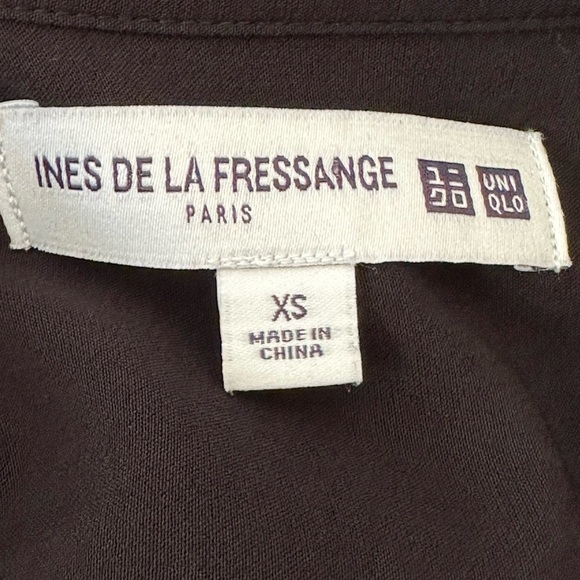 INES DE LA FRESSANGE
PARIS
ユニ
クロ
UNI
QLO
XS
MADE IN
CHINA